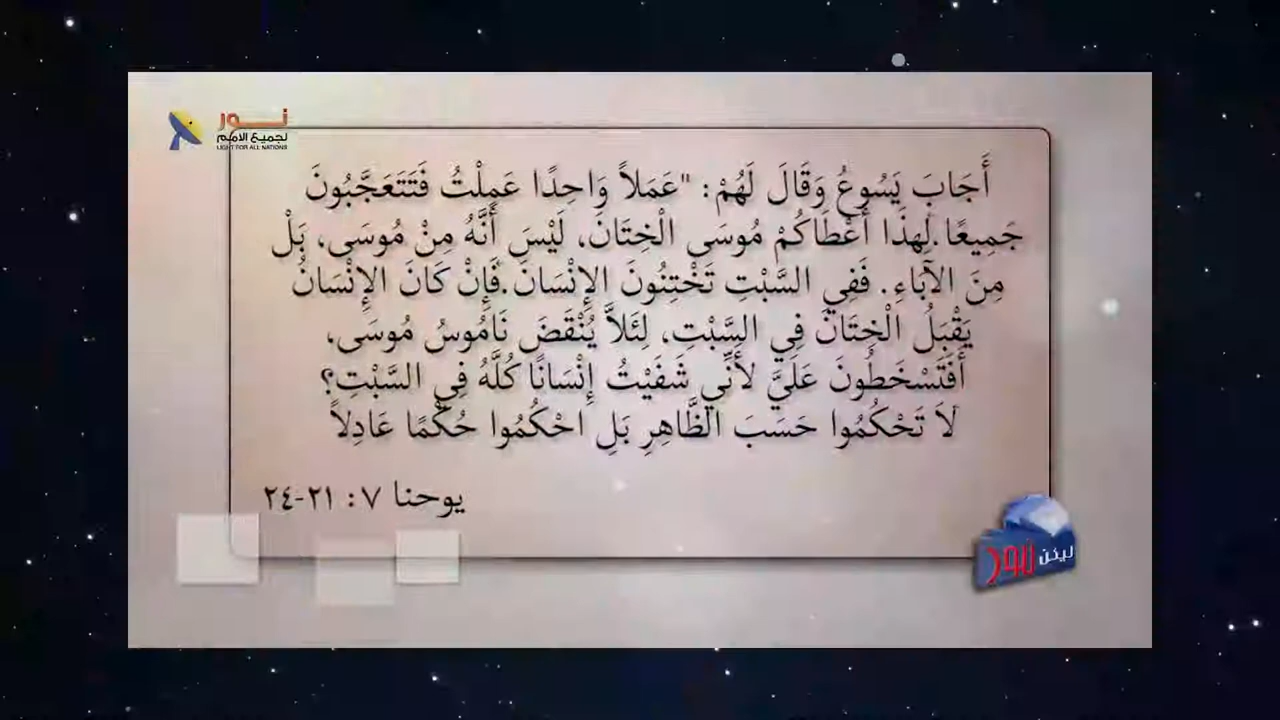 نور
لجميع الامم
LIGHT FOR ALL NATIONS
أَجَابَ يَسُوعُ وَقَالَ لَهُمْ: "عَمَلاً وَاحِدًا عَمِلْتُ فَتَتَعَجَّبُونَ
جَمِيعًا.لِهذَا أَعْطَاكُمْ مُوسَى الْخِتَانَ، لَيْسَ أَنَّهُ مِنْ مُوسَى، بَلْ
مِنَ الآبَاءِ. فَفِي السَّبْتِ تَخْتِنُونَ الإِنْسَانَ.فَإِنْ كَانَ الإِنْسَانُ
يَقْبَلُ الْخِتَانَ فِي السَّبْتِ، لِئَلاَّ يُنْقَضَ نَامُوسُ مُوسَى،
أَفَتَسْخَطُونَ عَلَيَّ لأَنِّي شَفَيْتُ إِنْسَانًا كُلَّهُ فِي السَّبْتِ؟
لاَ تَحْكُمُوا حَسَبَ الظَّاهِرِ بَلِ احْكُمُوا حُكْمًا عَادِلاً
يوحنا ٧: ٢١-٢٤
ليكن نور